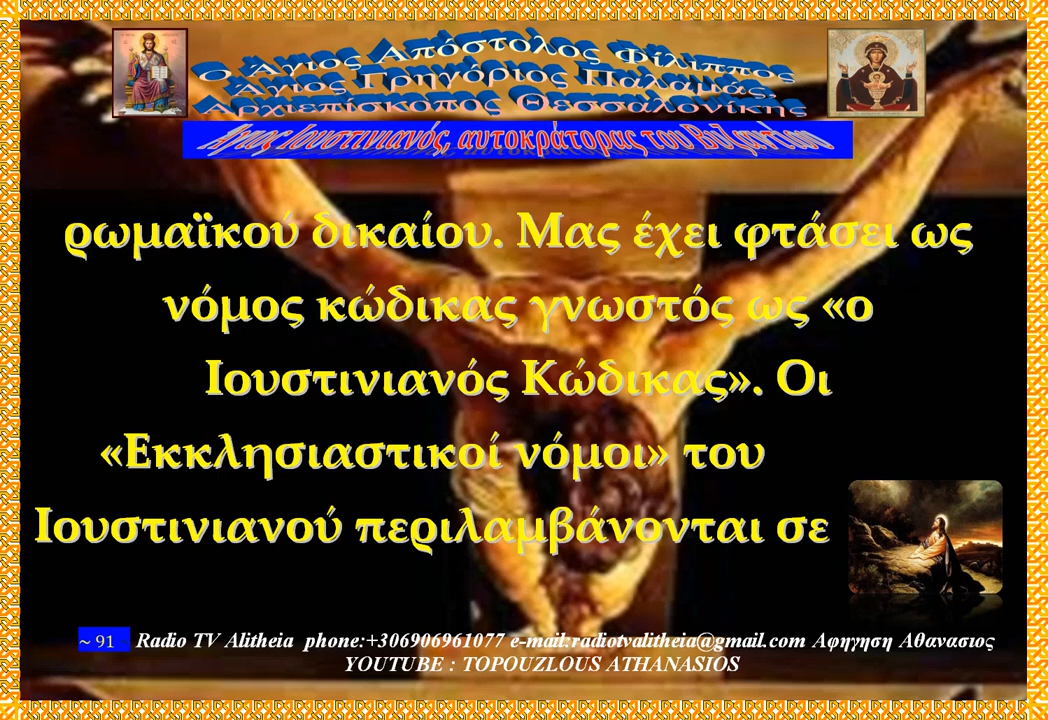 Ο Άγιος Απόστολος Φίλιππος
Άγιος Γρηγόριος Παλαμάς,
Αρχιεπίσκοπος Θεσσαλονίκης
Άγιος Ιουστινιανός, αυτοκράτορας του Βυζαντίου
ρωμαϊκού δικαίου. Μας έχει φτάσει ως
νόμος κώδικας γνωστός ως «ο
Ιουστινιανός Κώδικας». Οι
«Εκκλησιαστικοί νόμοι» του
Ιουστινιανού περιλαμβάνονται σε
~ 91 Radio TV Alitheia phone:+306906961077 e-mail:radiotvalitheia@gmail.com Αφηγηση Αθανασιος
YOUTUBE : TOPOUZLOUS ATHANASIOS